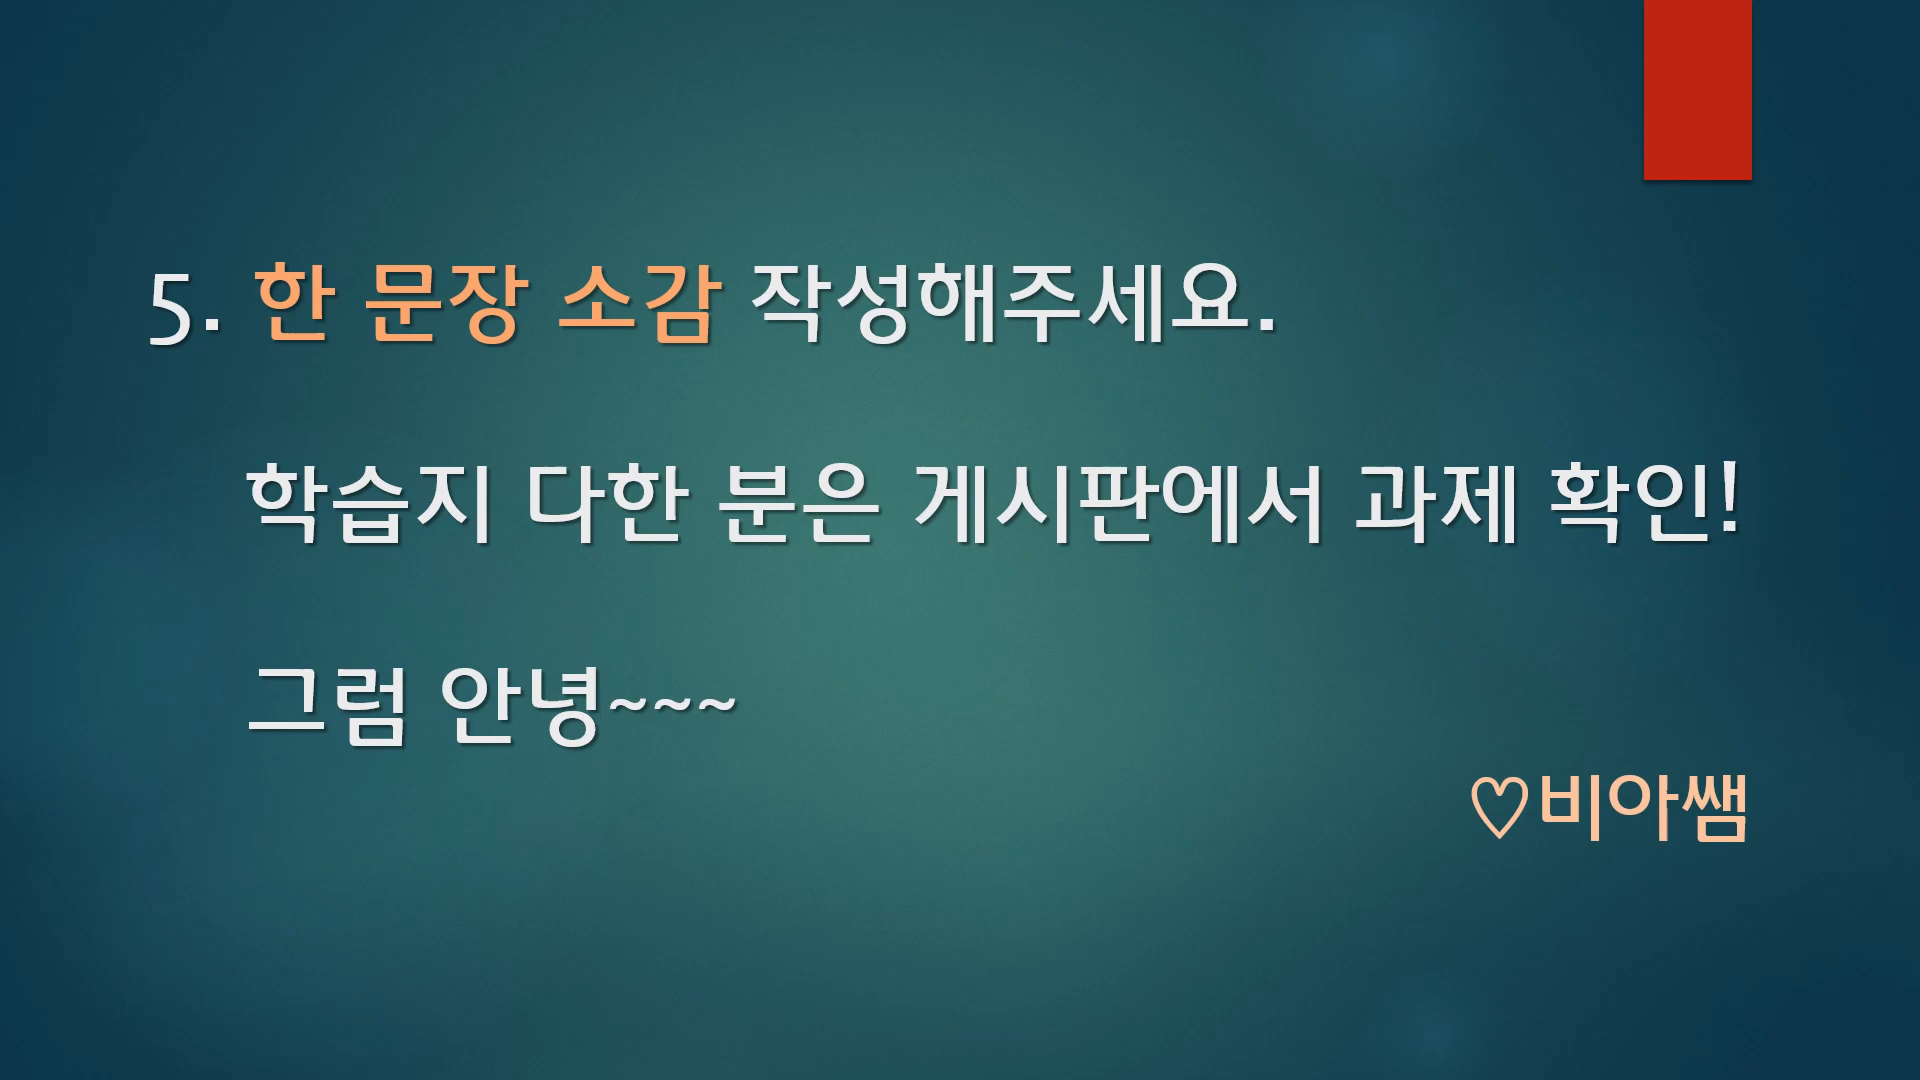 5. 한 문장 소감 작성해주세요.
학습지 다한 분은 게시판에서 과제 확인!
그럼 안녕~~~
♡비아쌤